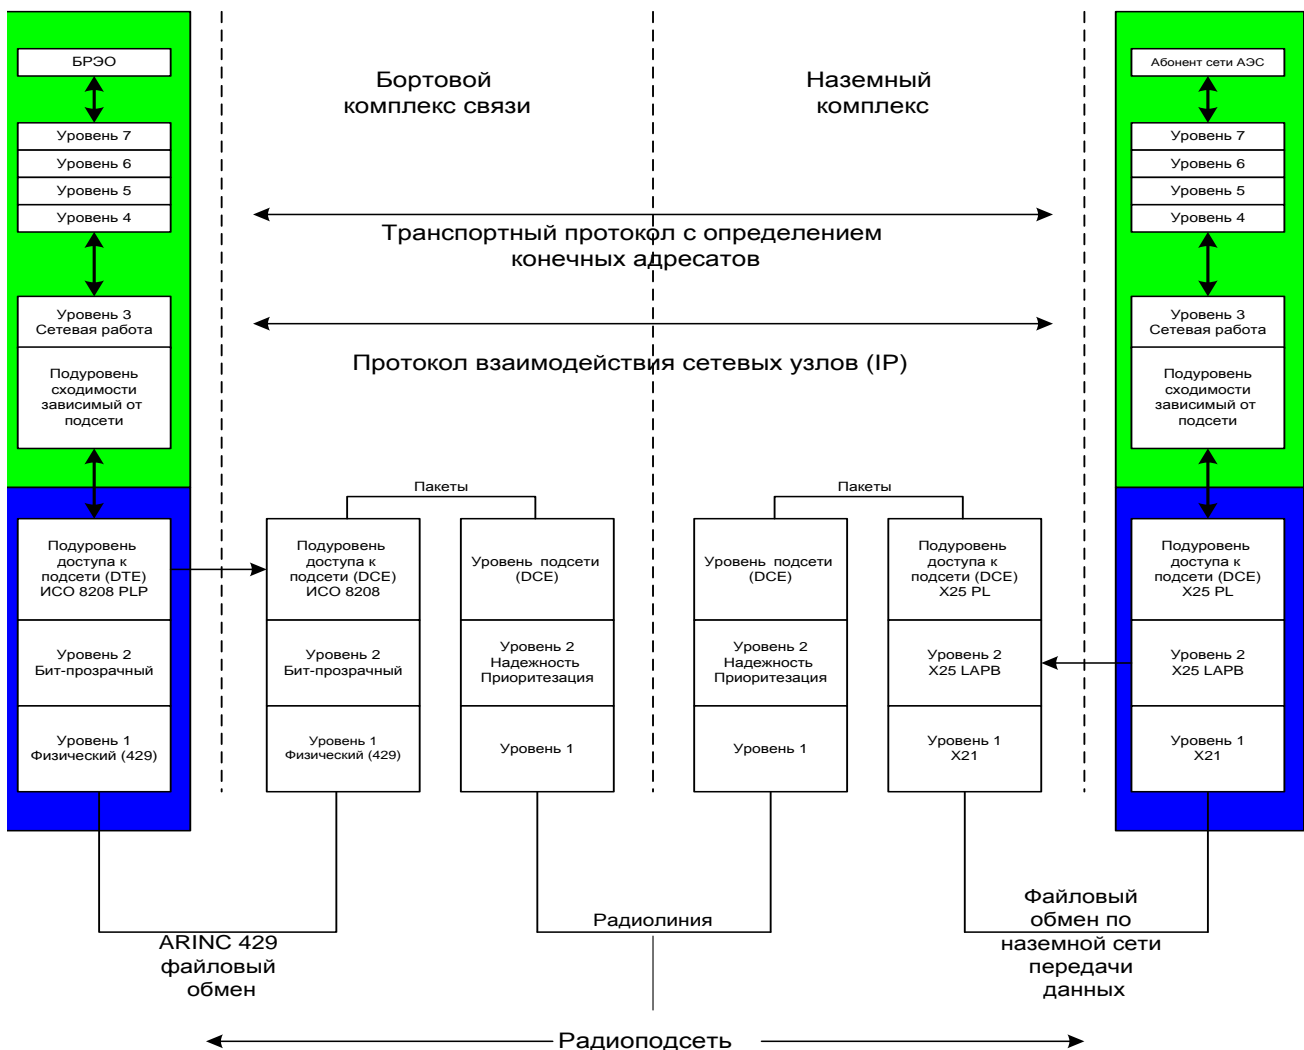 БРЭО
Уровень 7
Уровень 6
Уровень 5
Уровень 4
Уровень 3
Сетевая работа
Подуровень
сходимости
зависимый от
подсети
Подуровень
доступа к
подсети (DTE)
ИСО 8208 PLP
Уровень 2
Бит-прозрачный
Уровень 1
Физический (429)
Бортовой
комплекс связи
Наземный
комплекс
Транспортный протокол с определением
конечных адресатов
Протокол взаимодействия сетевых узлов (IP)
Пакеты
Подуровень
доступа к
подсети (DCE)
ИСО 8208
Уровень 2
Бит-прозрачный
Уровень 1
Физический (429)
Уровень подсети
(DCE)
Уровень 2
Надежность
Приоритезация
Уровень 1
Пакеты
Уровень подсети
(DCE)
Уровень 2
Надежность
Приоритезация
Уровень 1
Подуровень
доступа к
подсети (DCE)
X25 PL
Уровень 2
X25 LAPB
Уровень 1
X21
Абонент сети АЭС
Уровень 7
Уровень 6
Уровень 5
Уровень 4
Уровень 3
Сетевая работа
Подуровень
сходимости
зависимый от
подсети
Подуровень
доступа к
подсети (DCE)
X25 PL
Уровень 2
X25 LAPB
Уровень 1
X21
ARINC 429
файловый
обмен
Радиолиния
Файловый
обмен по
наземной сети
передачи
данных
Радиоподсеть